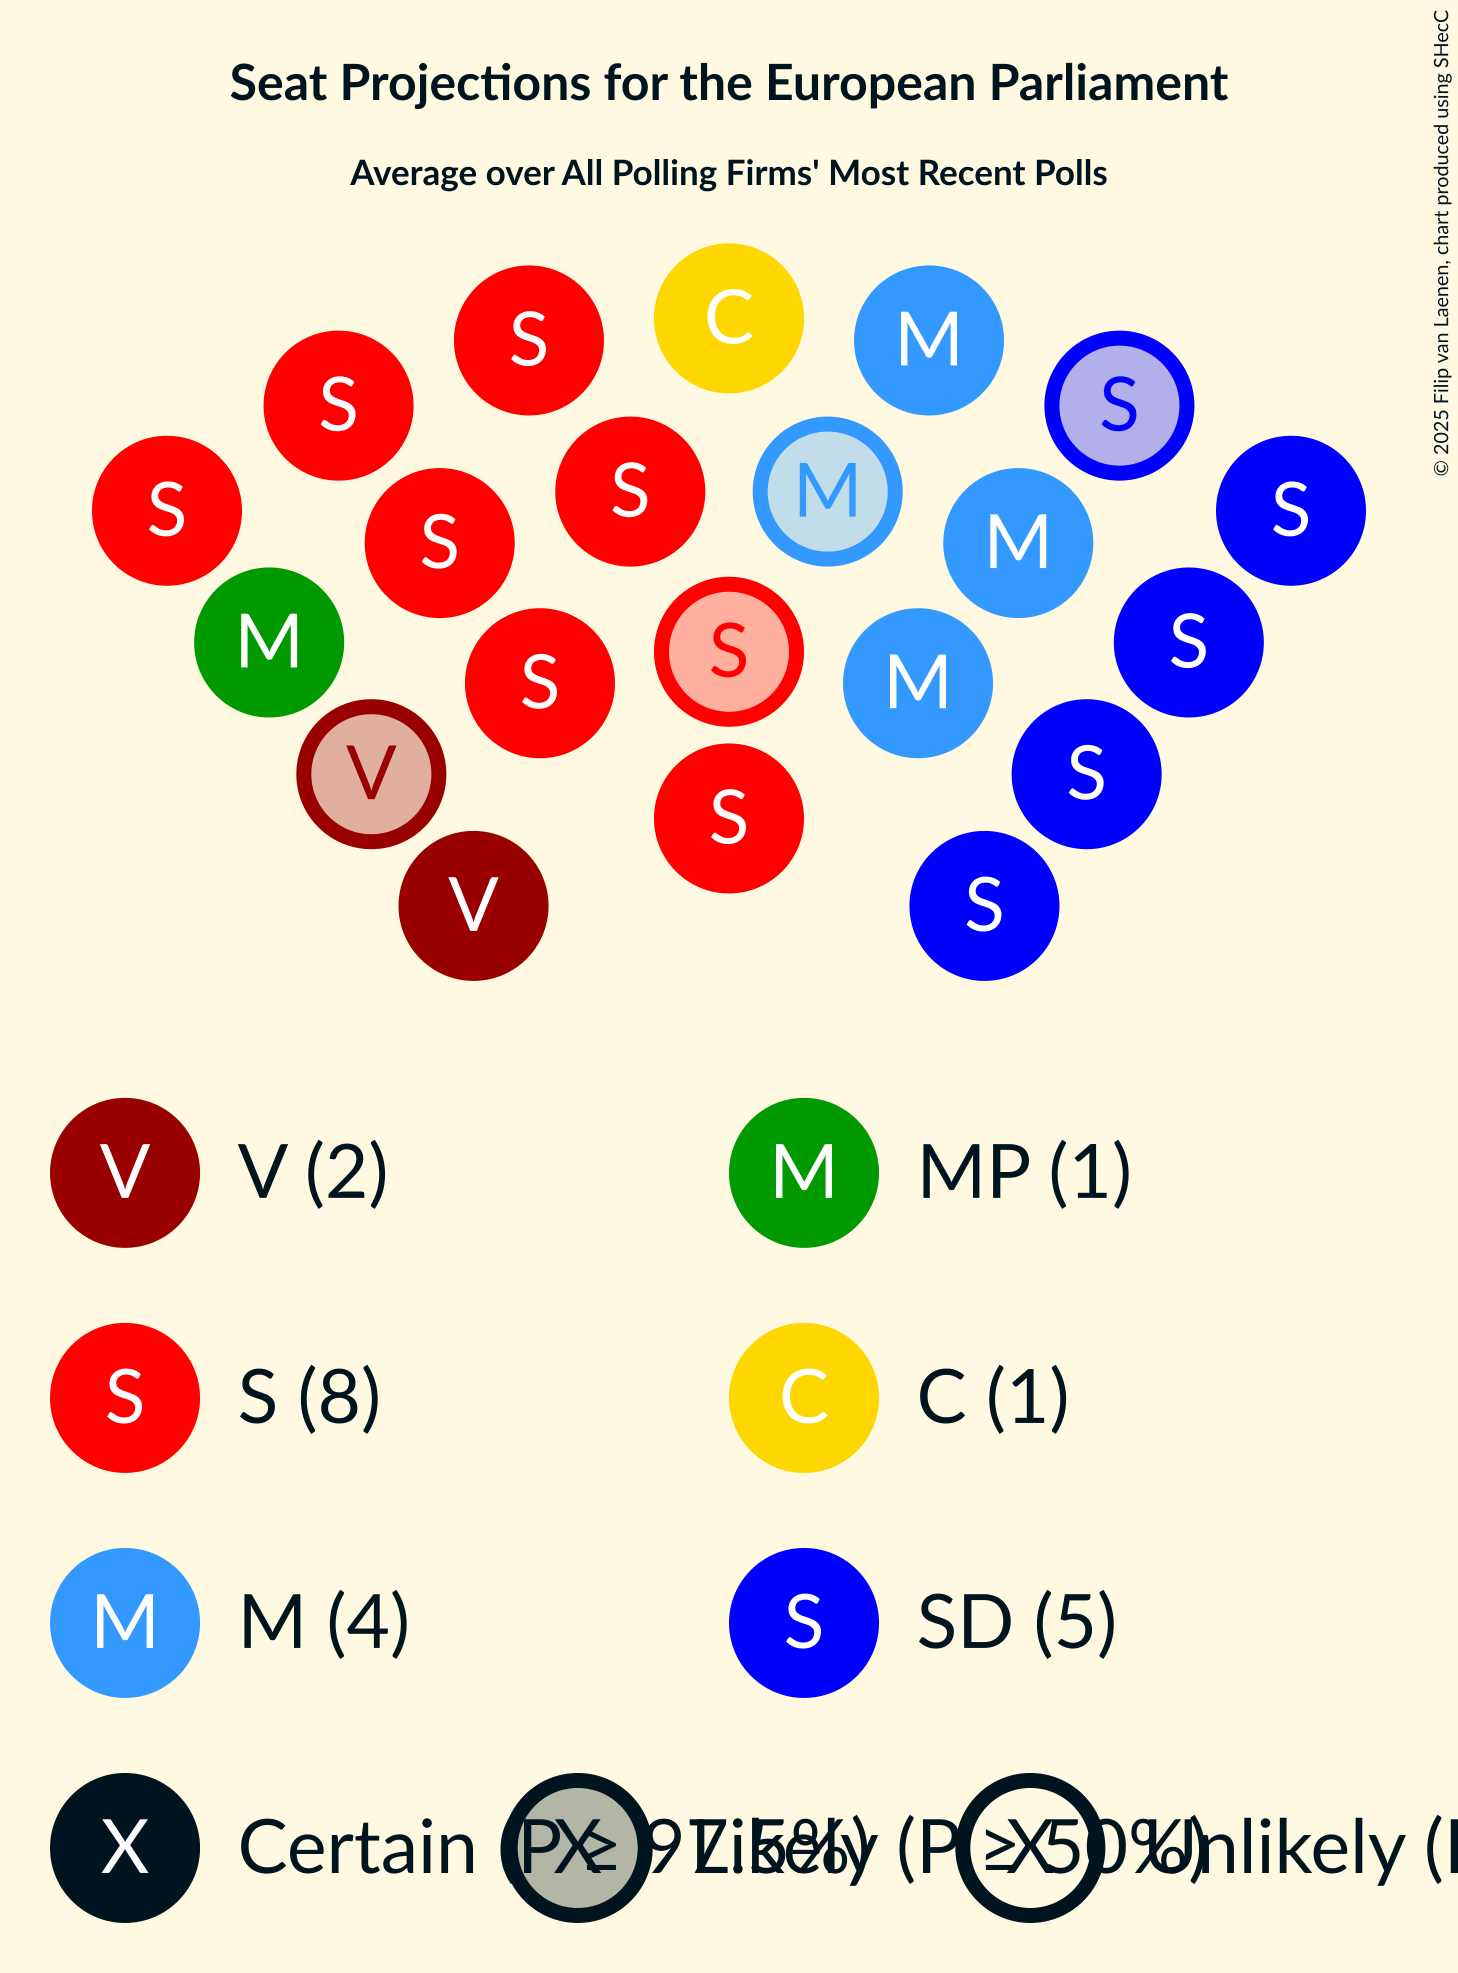 Seat Projections for the European Parliament
Average over All Polling Firms' Most Recent Polls
© 2025 Filip van Laenen, chart produced using SHecC
C
S M
S S
S M
S S
S M
M S
S
S M
V S
S
V S
V V (2) M MP (1)
S S (8) C C (1)
M M (4) S SD (5)
X Certain (P ≥ 97.5%) X Likely (P ≥ 50%) X Unlikely (